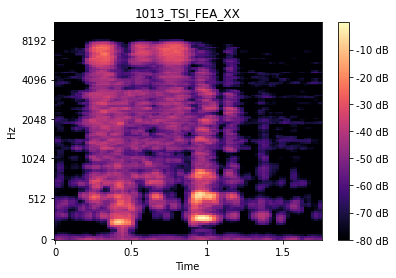 1013_TSI_FEA_XX
8192
4096
2048
1024
512
0
Hz
0
0.5
1
1.5
Time
-10 dB
-20 dB
-30 dB
-40 dB
-50 dB
-60 dB
-70 dB
-80 dB